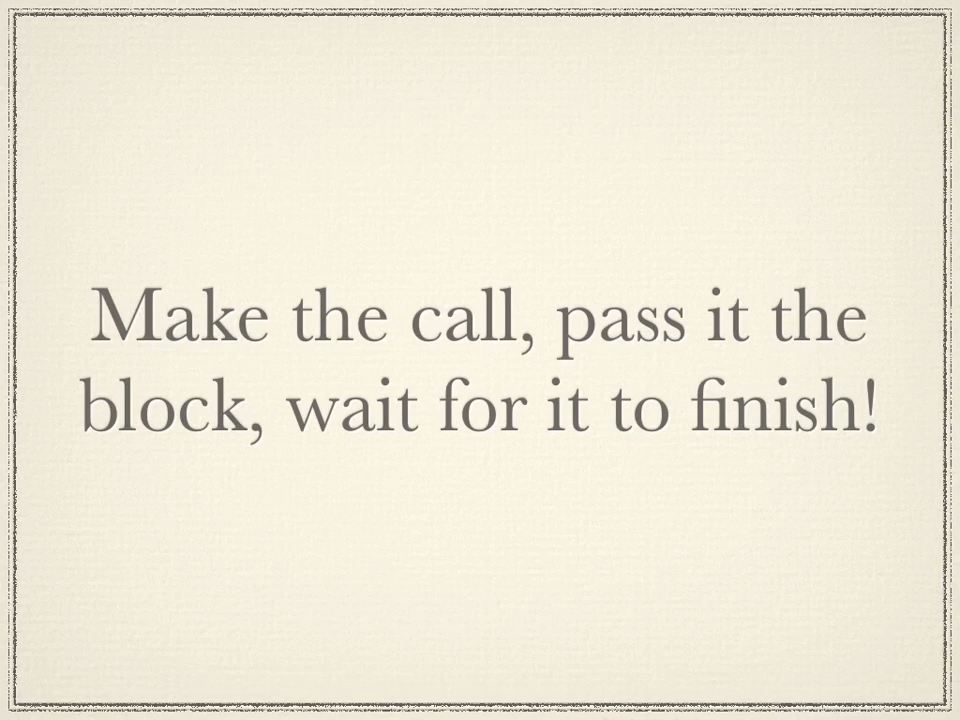 Make the call, pass it the
block, wait for it to finish!